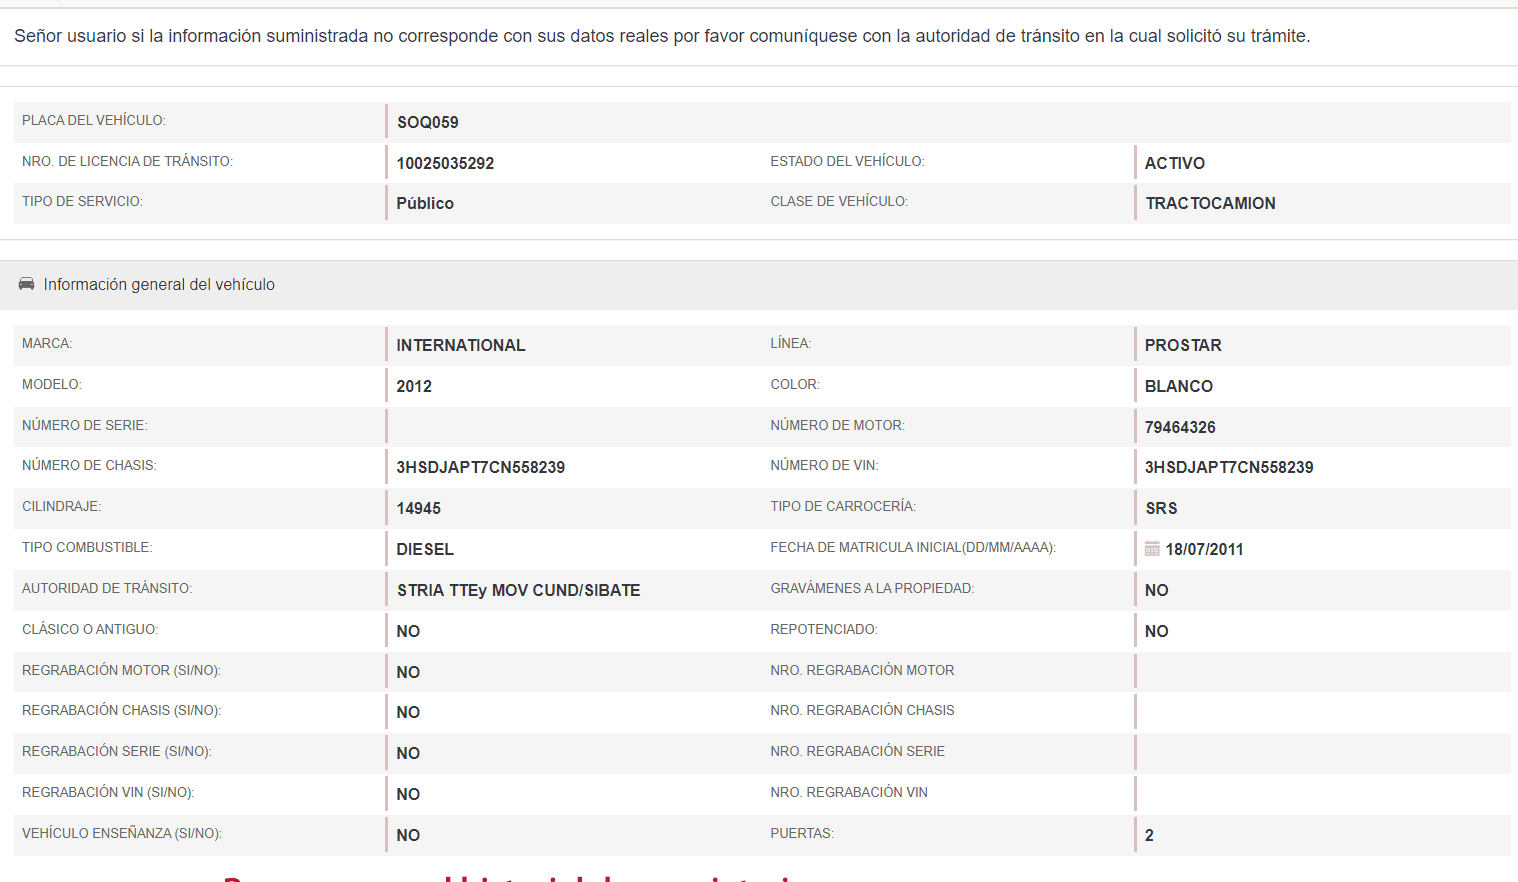 Señor usuario si la información suministrada no corresponde con sus datos reales por favor comuníquese con la autoridad de tránsito en la cual solicitó su trámite.
PLACA DEL VEHÍCULO: SOQ059
NRO. DE LICENCIA DE TRÁNSITO: 10025035292 ESTADO DEL VEHÍCULO: ACTIVO
TIPO DE SERVICIO: Público CLASE DE VEHÍCULO: TRACTOCAMION
Información general del vehículo
MARCA: INTERNATIONAL LÍNEA: PROSTAR
MODELO: 2012 COLOR: BLANCO
NÚMERO DE SERIE: NÚMERO DE MOTOR: 79464326
NÚMERO DE CHASIS: 3HSDJAPT7CN558239 NÚMERO DE VIN: 3HSDJAPT7CN558239
CILINDRAJE: 14945 TIPO DE CARROCERÍA: SRS
TIPO COMBUSTIBLE: DIESEL FECHA DE MATRICULA INICIAL(DD/MM/AAAA): 18/07/2011
AUTORIDAD DE TRÁNSITO: STRIA TTEy MOV CUND/SIBATE GRAVÁMENES A LA PROPIEDAD: NO
CLÁSICO O ANTIGUO: NO REPOTENCIADO: NO
REGRABACIÓN MOTOR (SI/NO): NO NRO. REGRABACIÓN MOTOR
REGRABACIÓN CHASIS (SI/NO): NO NRO. REGRABACIÓN CHASIS
REGRABACIÓN SERIE (SI/NO): NO NRO. REGRABACIÓN SERIE
REGRABACIÓN VIN (SI/NO): NO NRO. REGRABACIÓN VIN
VEHÍCULO ENSEÑANZA (SI/NO): NO PUERTAS: 2